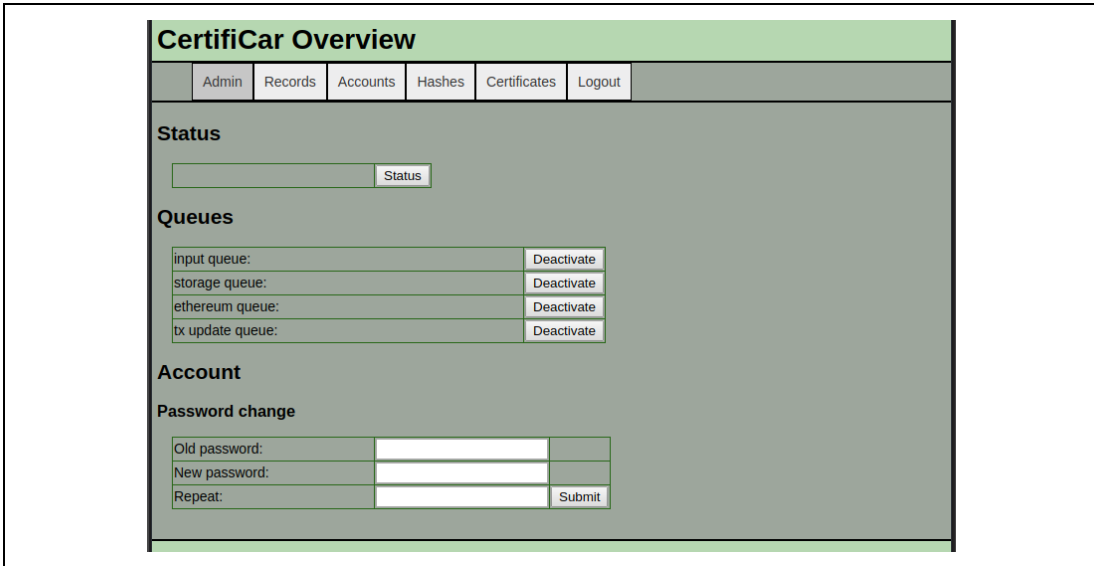 CertifiCar Overview
Admin Records Accounts Hashes Certificates Logout
Status
Status
Queues
input queue: Deactivate
storage queue: Deactivate
ethereum queue: Deactivate
tx update queue: Deactivate
Account
Password change
Old password:
New password:
Repeat: Submit